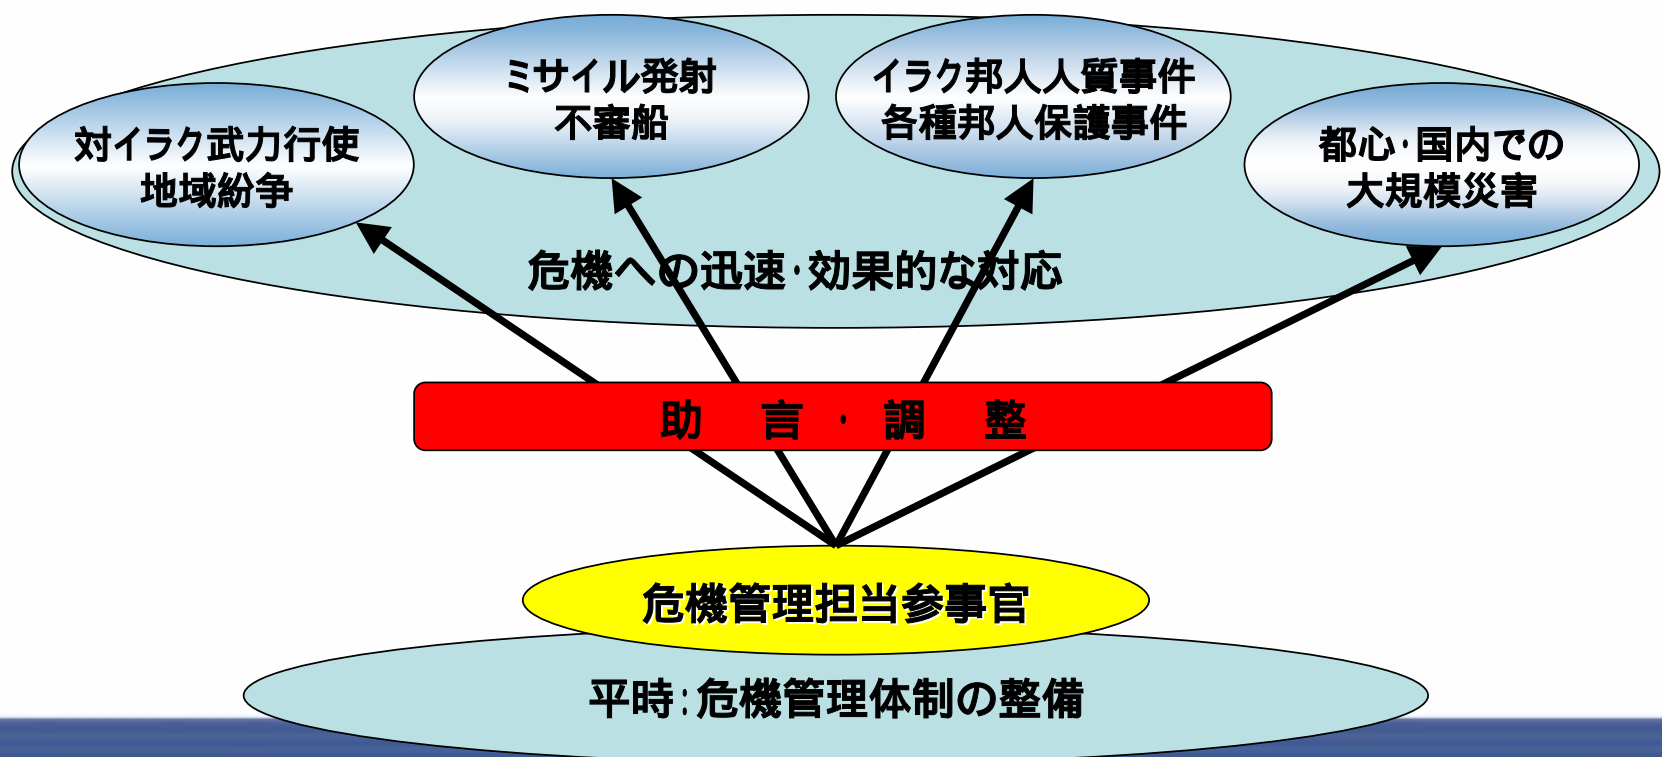 ミサイル発射
不審船
イラク邦人人質事件
各種邦人保護事件
対イラク武力行使
地域紛争
都心・国内での
大規模災害
危機への迅速・効果的な対応
助 言 ・ 調 整
危機管理担当参事官
平時:危機管理体制の整備